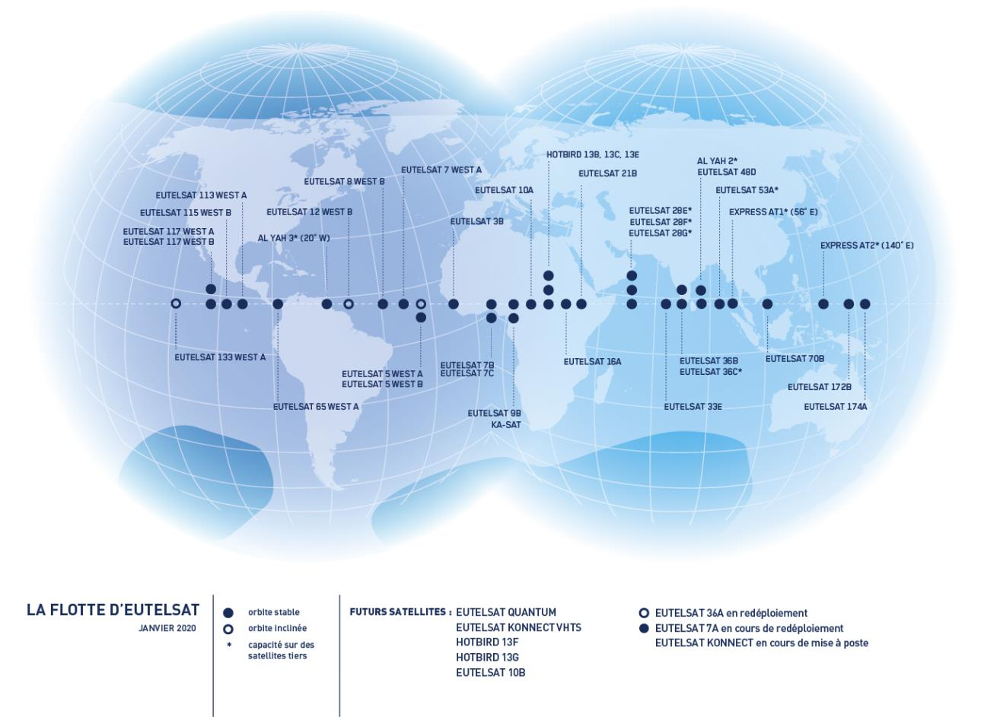 HOTBIRD 13B, 13C, 13E
AL YAH 2*
EUTELSAT 48D
EUTELSAT 7 WEST A
EUTELSAT 21B
EUTELSAT 8 WEST B
EUTELSAT 10A
EUTELSAT 53A*
EUTELSAT 113 WEST A
EUTELSAT 115 WEST B
EUTELSAT 12 WEST B
EUTELSAT 28E*
EUTELSAT 28F*
EUTELSAT 28G*
EXPRESS AT1* (56° E)
EUTELSAT 3B
EUTELSAT 117 WEST A
EUTELSAT 117 WEST B
AL YAH 3* (20° W)
EXPRESS AT2* (140° E)
EUTELSAT 133 WEST A
EUTELSAT 7B
EUTELSAT 7C
EUTELSAT 16A
EUTELSAT 36B
EUTELSAT 36C*
EUTELSAT 70B
EUTELSAT 5 WEST A
EUTELSAT 5 WEST B
EUTELSAT 172B
EUTELSAT 65 WEST A
EUTELSAT 9B
KA-SAT
EUTELSAT 33E
EUTELSAT 174A
LA FLOTTE D'EUTELSAT
JANVIER 2020
orbite stable
orbite inclinée
* capacité sur des
satellites tiers
FUTURS SATELLITES : EUTELSAT QUANTUM
EUTELSAT KONNECT VHTS
HOTBIRD 13F
HOTBIRD 13G
EUTELSAT 10B
EUTELSAT 36A en redéploiement
EUTELSAT 7A en cours de redéploiement
EUTELSAT KONNECT en cours de mise à poste